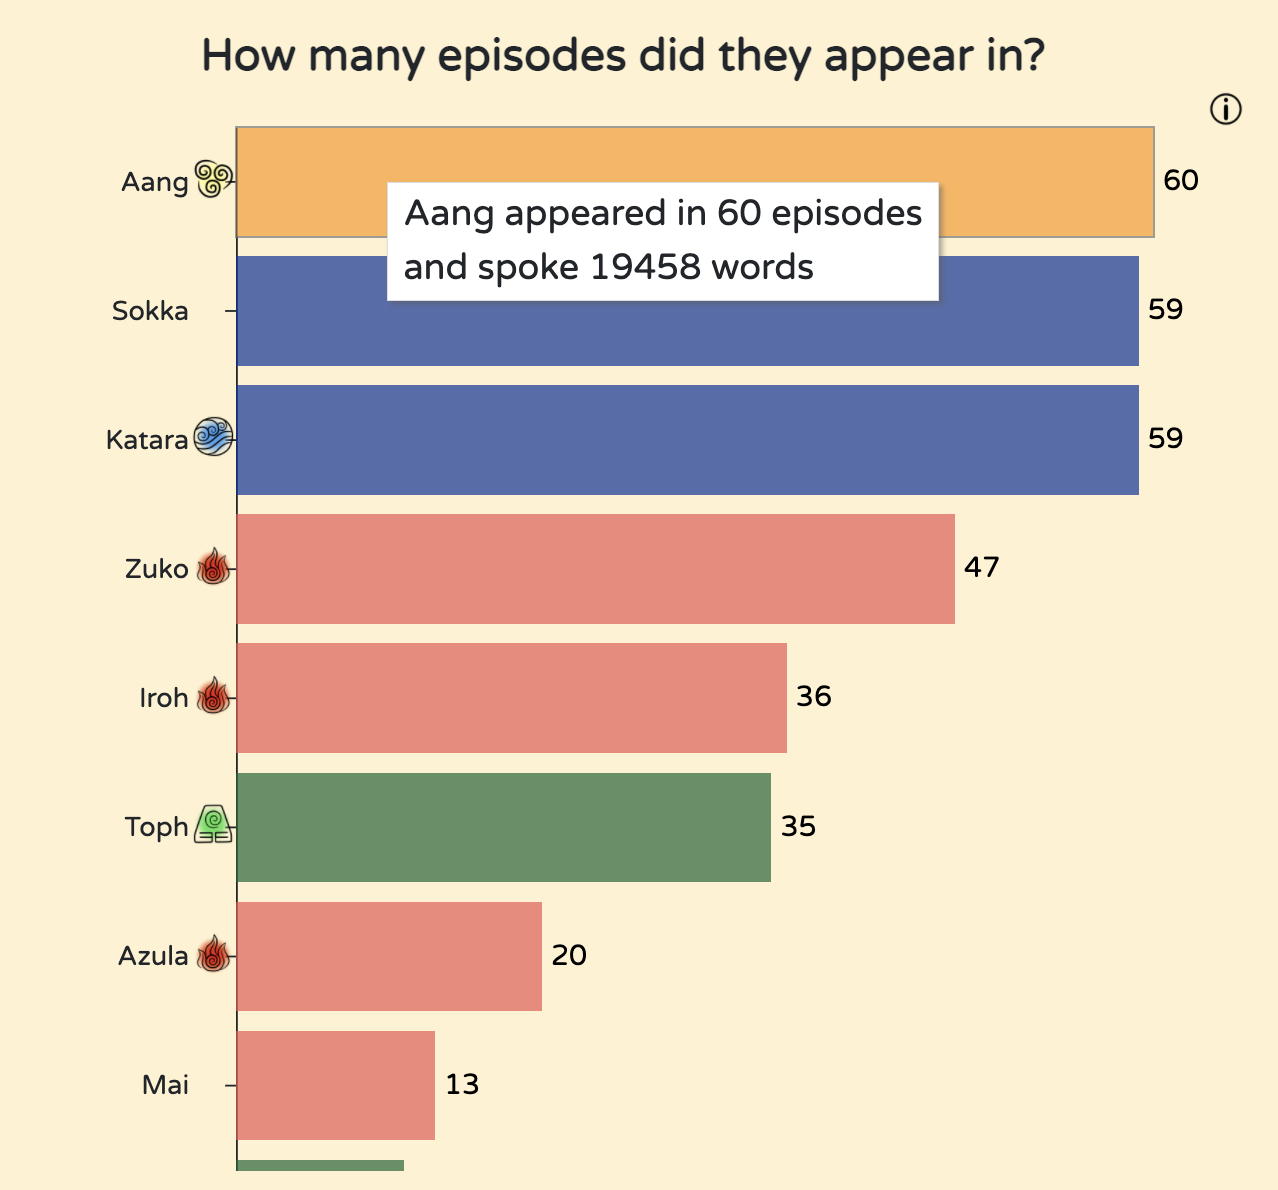 How many episodes did they appear in?
Aang 60
Aang appeared in 60 episodes
and spoke 19458 words
Sokka 59
Katara 59
Zuko 47
Iroh 36
Toph 35
Azula 20
Mai 13